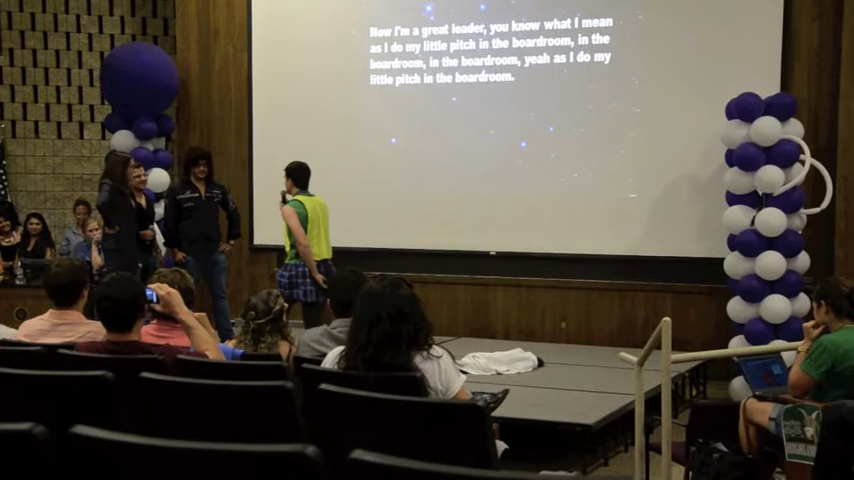 Now I'm a great leader, you know what I mean
as I do my little pitch in the boardroom, in the
boardroom, in the boardroom, yeah as I do my
little pitch in the boardroom.